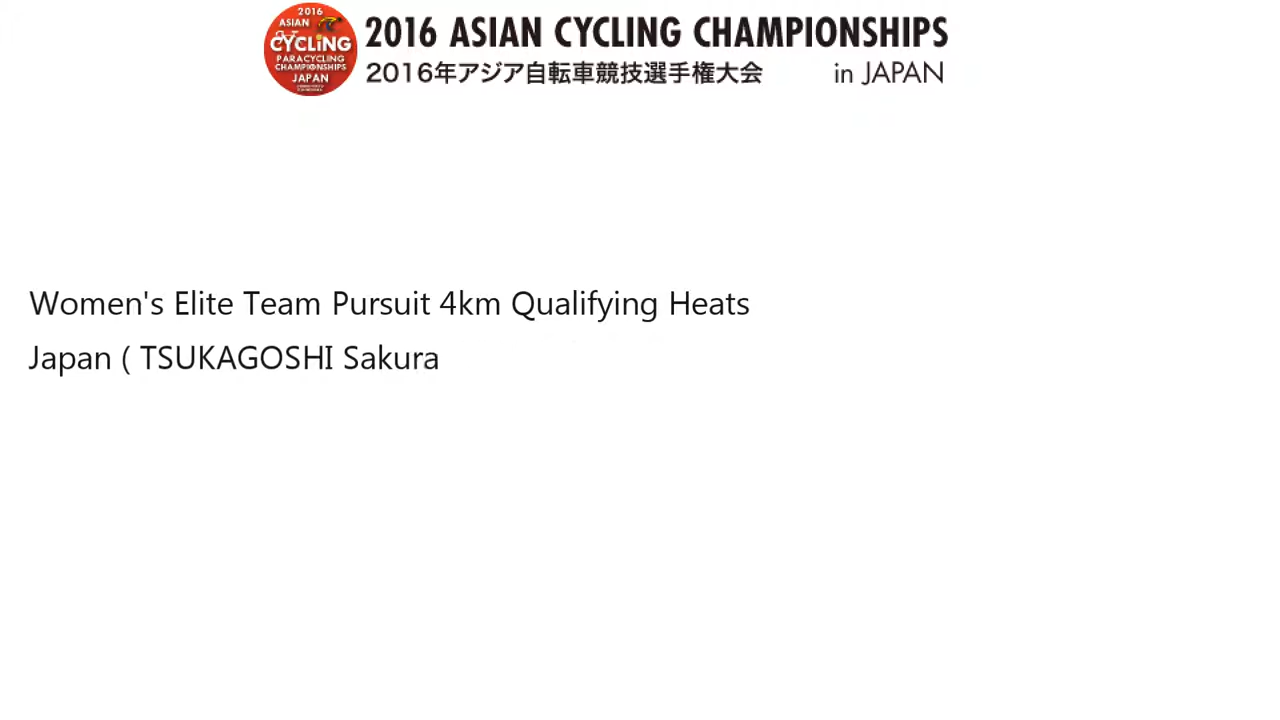 2016
ASIAN
CYCLiNG
PARACYCLING
CHAMPIONSHIPS
JAPAN
2016 ASIAN CYCLING CHAMPIONSHIPS
2016年アジア自転車競技選手権大会 in JAPAN
Women's Elite Team Pursuit 4km Qualifying Heats
Japan ( TSUKAGOSHI Sakura